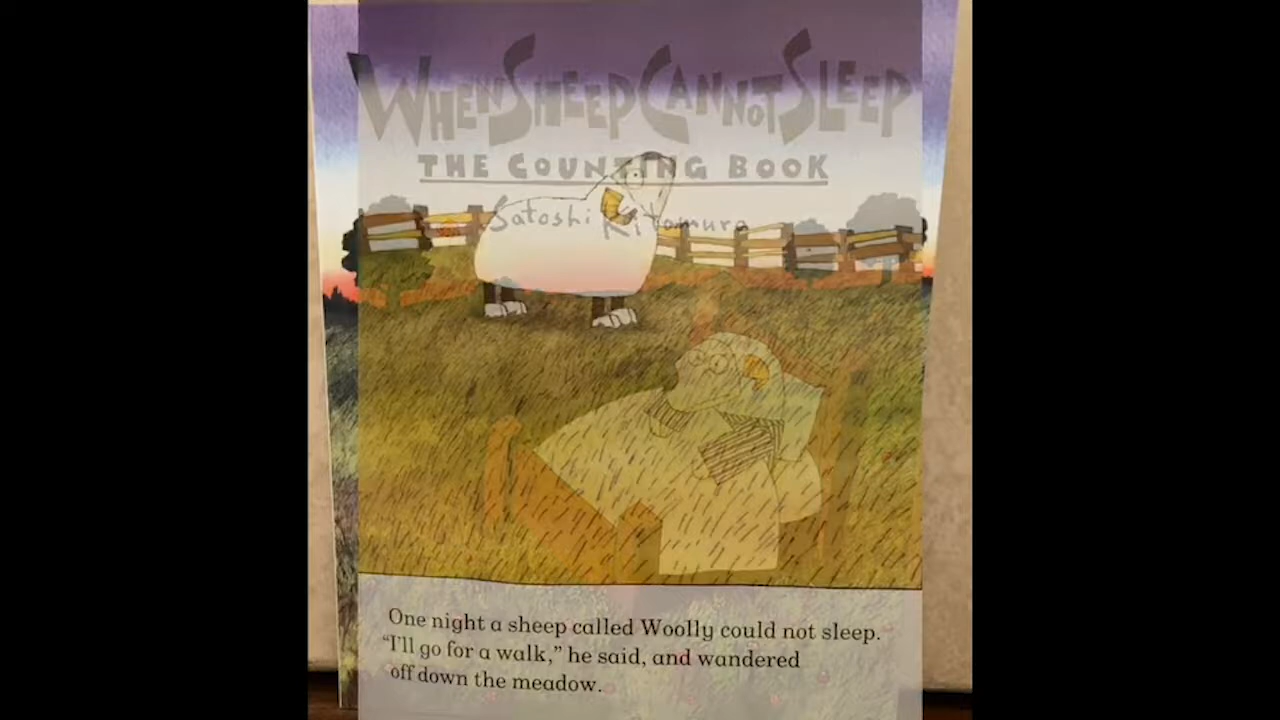 WHEN SHEEP CANNOT SLEEP
THE COUNTING BOOK
Satoshi Kitamura
One night a sheep called Woolly could not sleep.
“I’ll go for a walk,” he said, and wandered
off down the meadow.